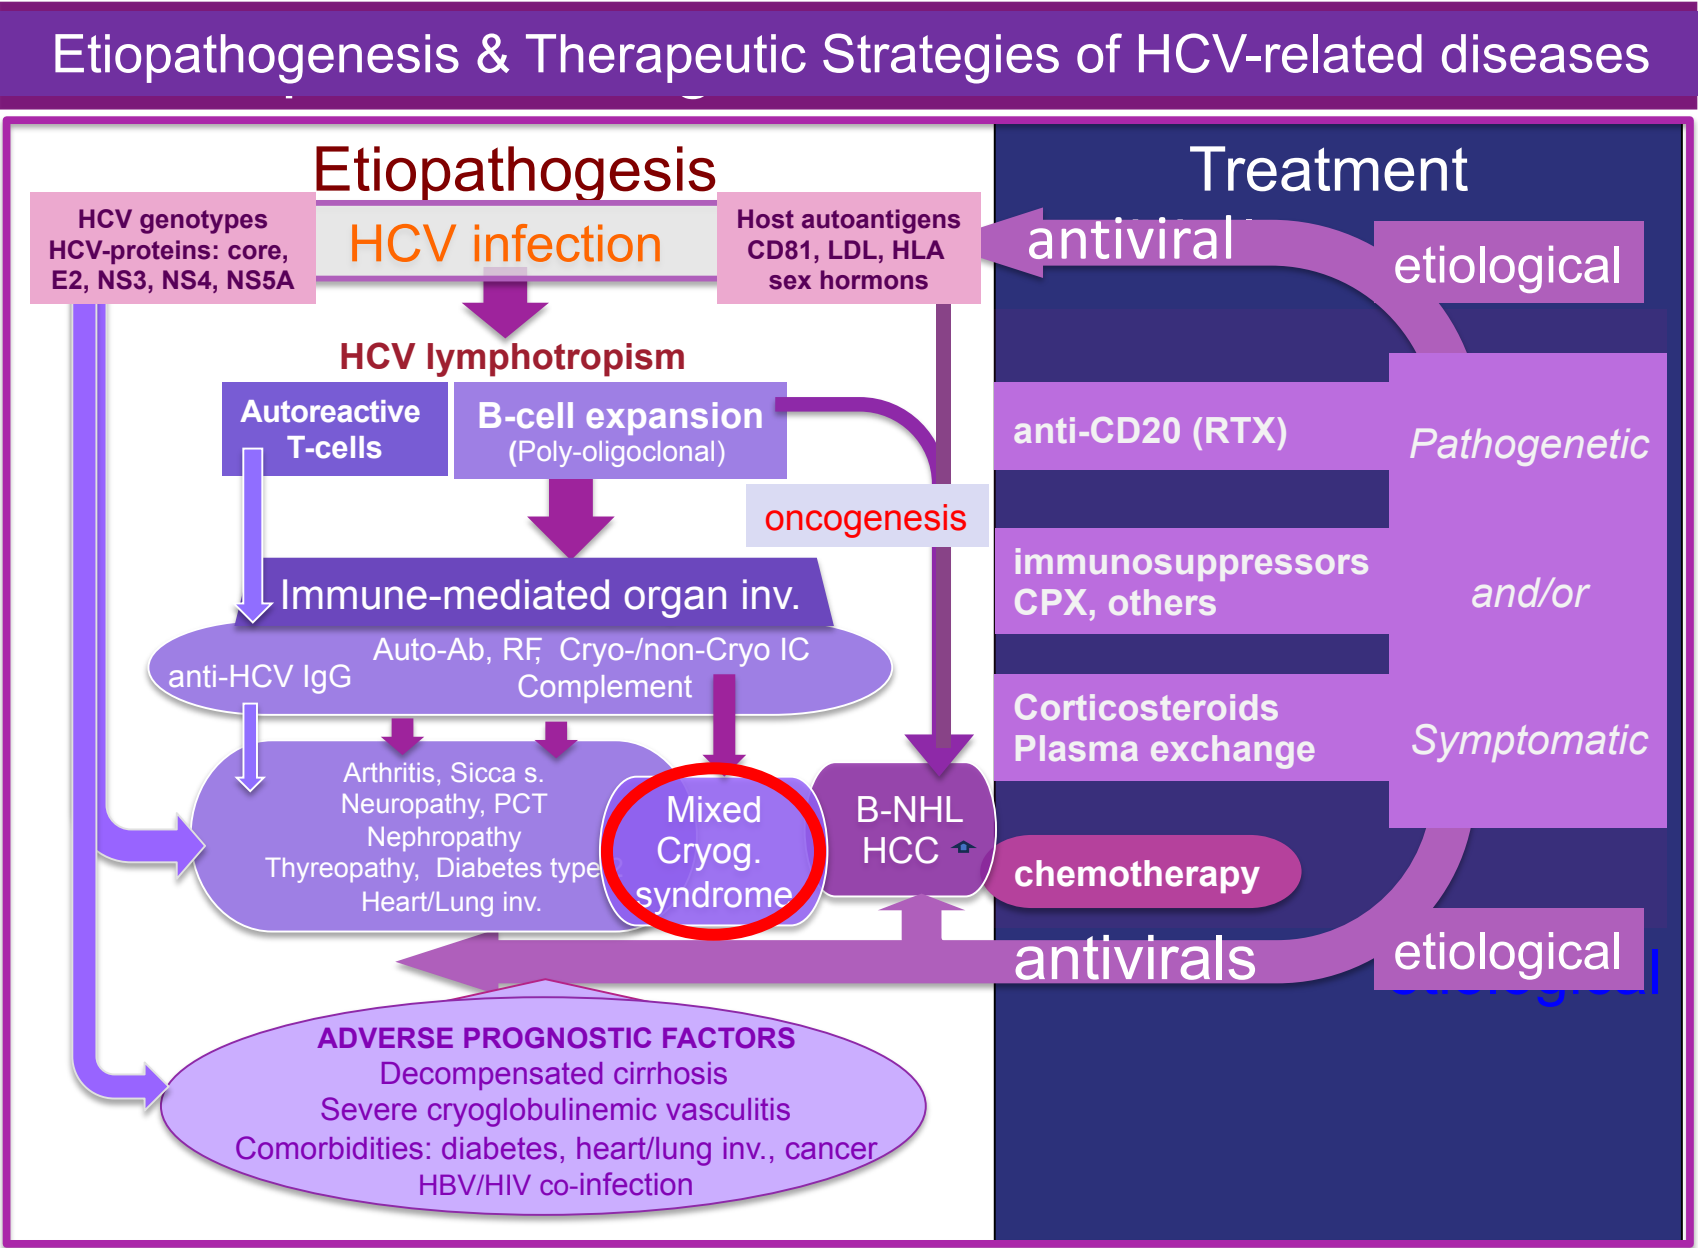 Etiopathogenesis & Therapeutic Strategies of HCV-related diseases
Etiopathogesis
HCV genotypes
HCV-proteins: core,
E2, NS3, NS4, NS5A
HCV infection
Host autoantigens
CD81, LDL, HLA
sex hormons
HCV lymphotropism
Autoreactive
T-cells
B-cell expansion
(Poly-oligoclonal)
oncogenesis
Immune-mediated organ inv.
Auto-Ab, RF, Cryo-/non-Cryo IC
anti-HCV IgG
Complement
Arthritis, Sicca s.
Neuropathy, PCT
Nephropathy
Thyreopathy, Diabetes type 2
Heart/Lung inv.
Mixed
Cryog.
syndrome
B-NHL
HCC
ADVERSE PROGNOSTIC FACTORS
Decompensated cirrhosis
Severe cryoglobulinemic vasculitis
Comorbidities: diabetes, heart/lung inv., cancer
HBV/HIV co-infection
Treatment
antiviral
etiological
anti-CD20 (RTX)
Pathogenetic
immunosuppressors
CPX, others
and/or
Corticosteroids
Plasma exchange
Symptomatic
chemotherapy
antivirals
etiological
etiological